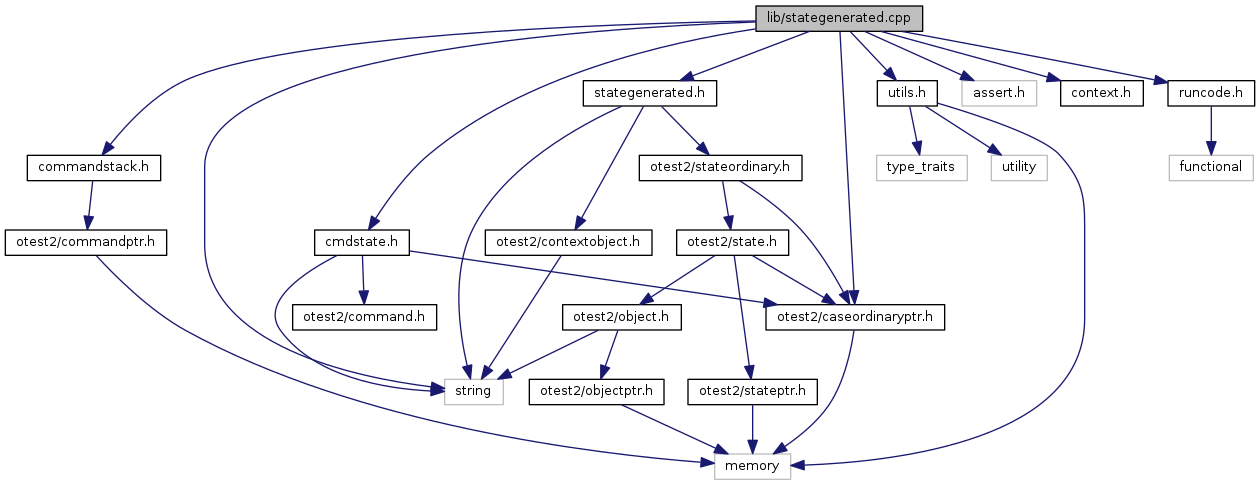 lib/stategenerated.cpp
stategenerated.h
utils.h
assert.h
context.h
runcode.h
commandstack.h
otest2/stateordinary.h
type_traits
utility
functional
otest2/commandptr.h
cmdstate.h
otest2/contextobject.h
otest2/state.h
otest2/command.h
otest2/object.h
otest2/caseordinaryptr.h
string
otest2/objectptr.h
otest2/stateptr.h
memory